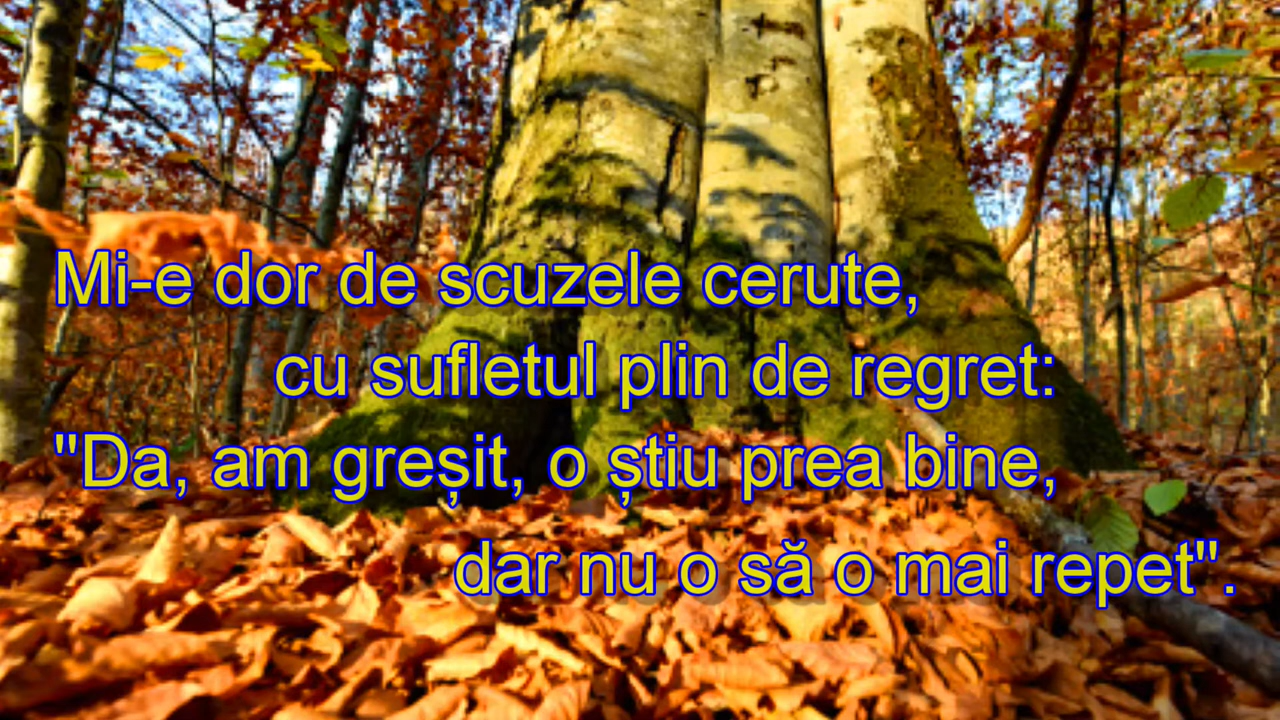 Mi-e dor de scuzele cerute,
cu sufletul plin de regret:
"Da, am greșit, o știu prea bine,
dar nu o să o mai repet".